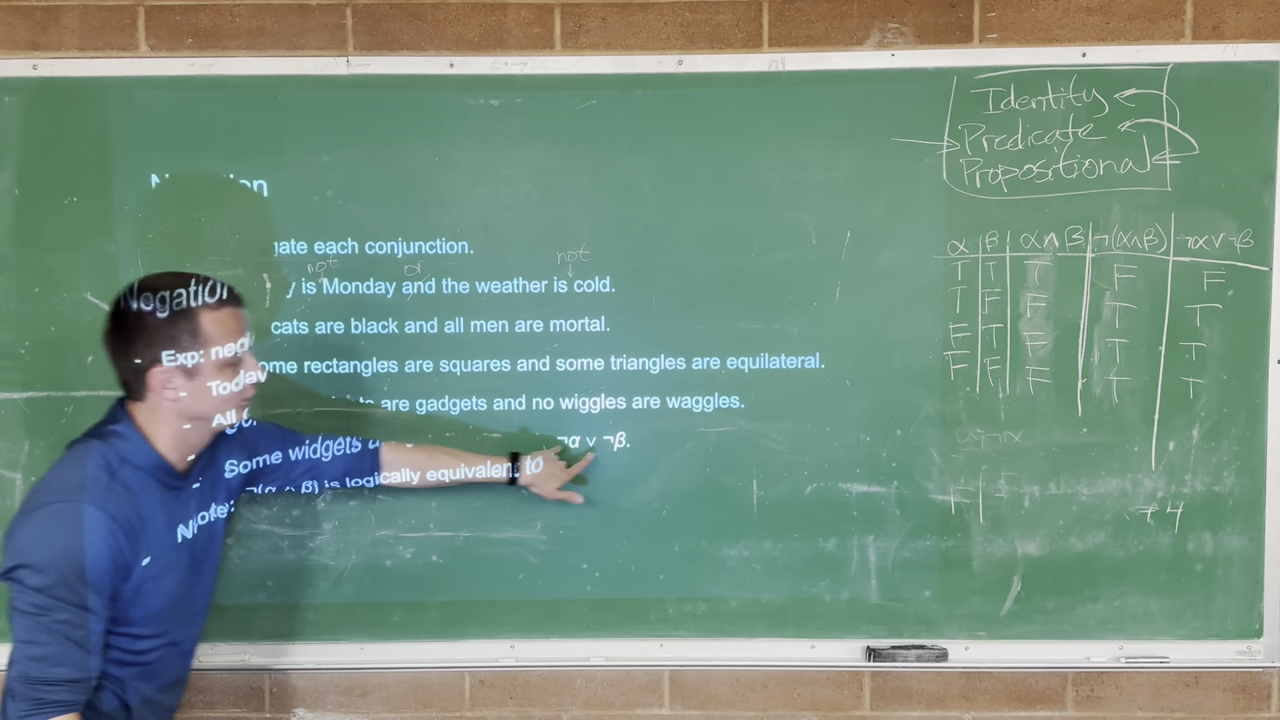 Negation
Exp: negate each conjunction.
not or not
- Today is Monday and the weather is cold.
- All cats are black and all men are mortal.
- Some rectangles are squares and some triangles are equilateral.
- Some widgets are gadgets and no wiggles are waggles.
Note: ¬(α ∧ β) is logically equivalent to ¬α ∨ ¬β.
Identity
Predicate
Propositional
α β α∧β ¬(α∧β) ¬α∨¬β
T T T F F
T F F T T
F T F T T
F F F T T
≠4